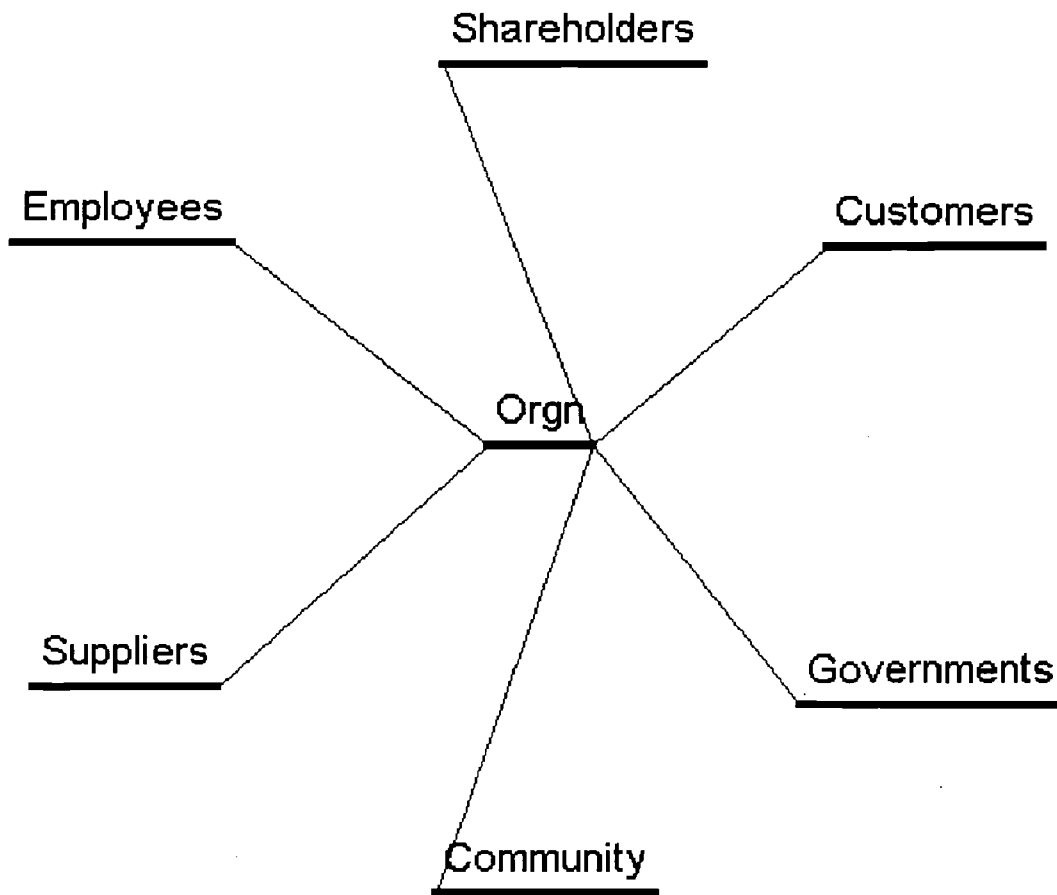 Shareholders
Employees
Customers
Orgn
Suppliers
Governments
Community